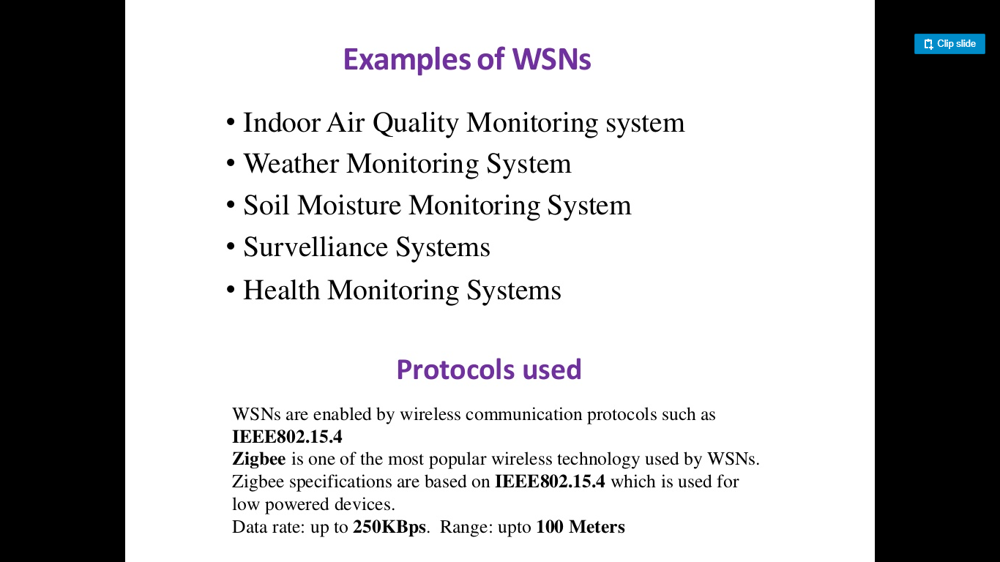 Clip slide
Examples of WSNs
• Indoor Air Quality Monitoring system
• Weather Monitoring System
• Soil Moisture Monitoring System
• Survelliance Systems
• Health Monitoring Systems
Protocols used
WSNs are enabled by wireless communication protocols such as
IEEE802.15.4
Zigbee is one of the most popular wireless technology used by WSNs.
Zigbee specifications are based on IEEE802.15.4 which is used for
low powered devices.
Data rate: up to 250KBps. Range: upto 100 Meters